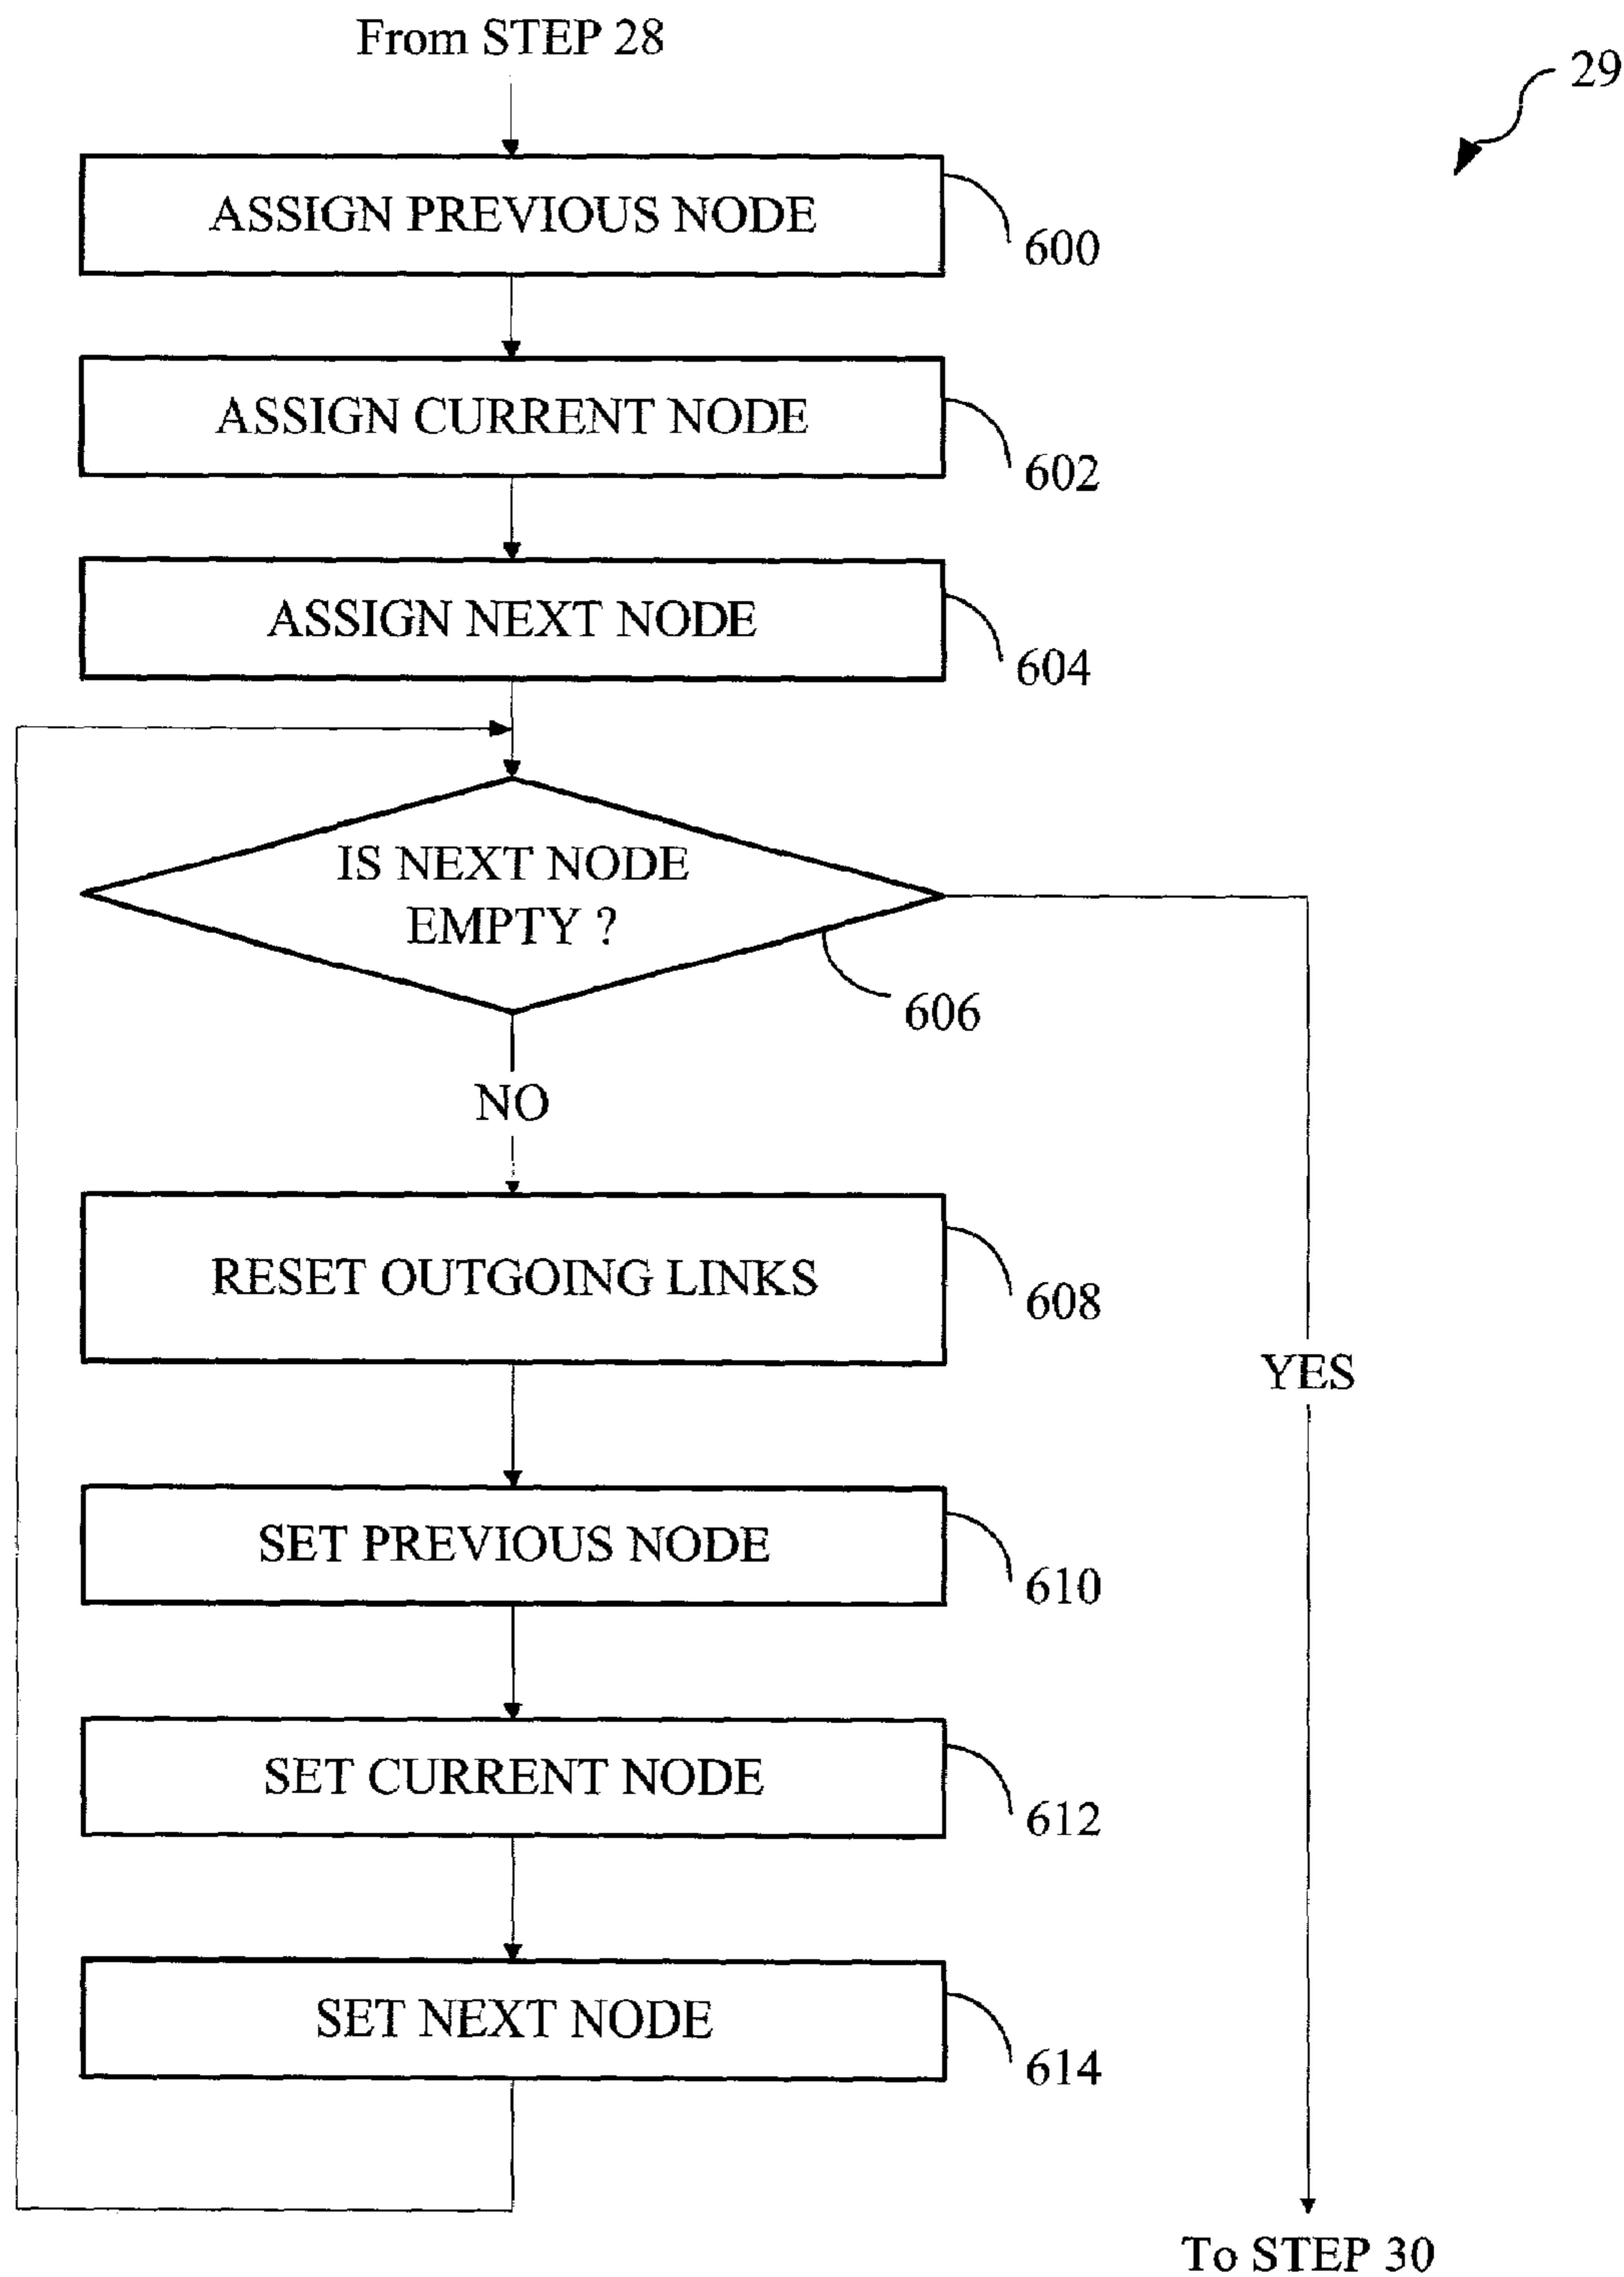 From STEP 28
29
ASSIGN PREVIOUS NODE
600
ASSIGN CURRENT NODE
602
ASSIGN NEXT NODE
604
IS NEXT NODE
EMPTY ?
606
NO
RESET OUTGOING LINKS
608
YES
SET PREVIOUS NODE
610
SET CURRENT NODE
612
SET NEXT NODE
614
To STEP 30